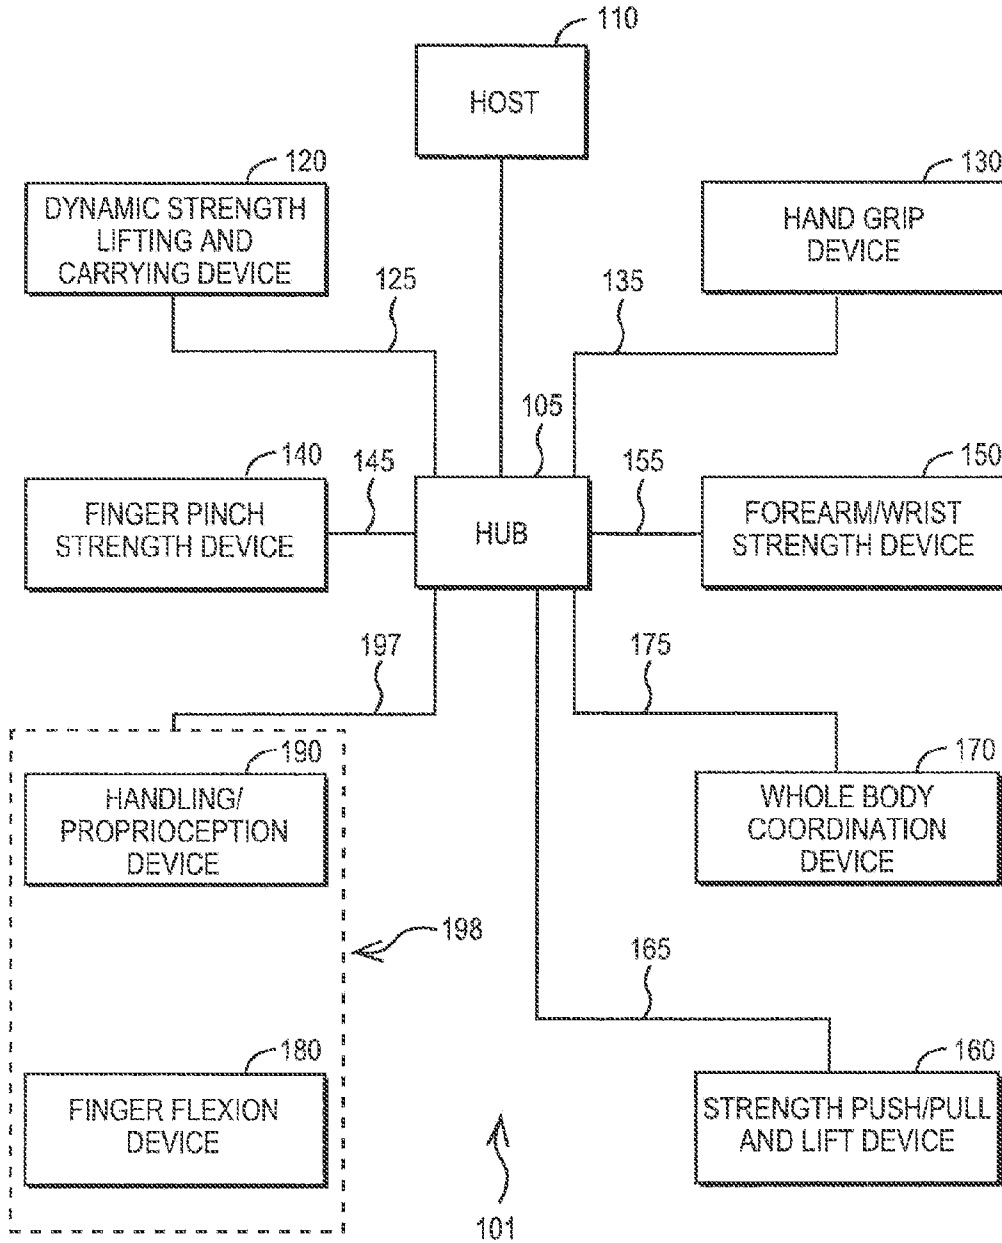 110
HOST
120
DYNAMIC STRENGTH
LIFTING AND
CARRYING DEVICE
130
HAND GRIP
DEVICE
125
135
105
HUB
140
FINGER PINCH
STRENGTH DEVICE
145
155
150
FOREARM/WRIST
STRENGTH DEVICE
197
175
190
HANDLING/
PROPRIOCEPTION
DEVICE
170
WHOLE BODY
COORDINATION
DEVICE
198
165
180
FINGER FLEXION
DEVICE
160
STRENGTH PUSH/PULL
AND LIFT DEVICE
101